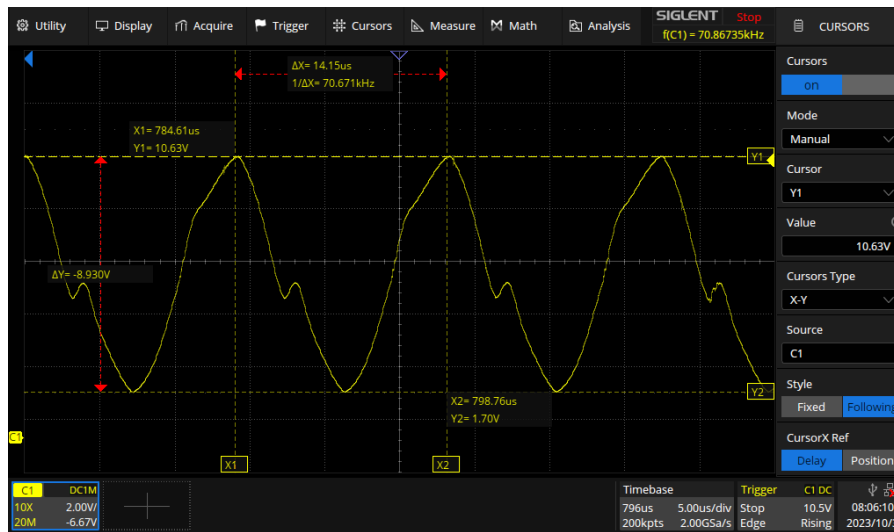 Utility
Display
Acquire
Trigger
Cursors
Measure
Math
Analysis
SIGLENT Stop
f(C1) = 70.86735kHz
CURSORS
ΔX= 14.15us
1/ΔX= 70.671kHz
X1= 784.61us
Y1= 10.63V
Y1
ΔY= -8.930V
X2= 798.76us
Y2= 1.70V
Y2
C1
X1
X2
Cursors
on
Mode
Manual
Cursor
Y1
Value
10.63V
Cursors Type
X-Y
Source
C1
Style
Fixed Following
CursorX Ref
Delay Position
C1 DC1M
10X 2.00V/
20M -6.67V
Timebase
796us 5.00us/div
200kpts 2.00GSa/s
Trigger C1 DC
Stop 10.5V
Edge Rising
08:06:10